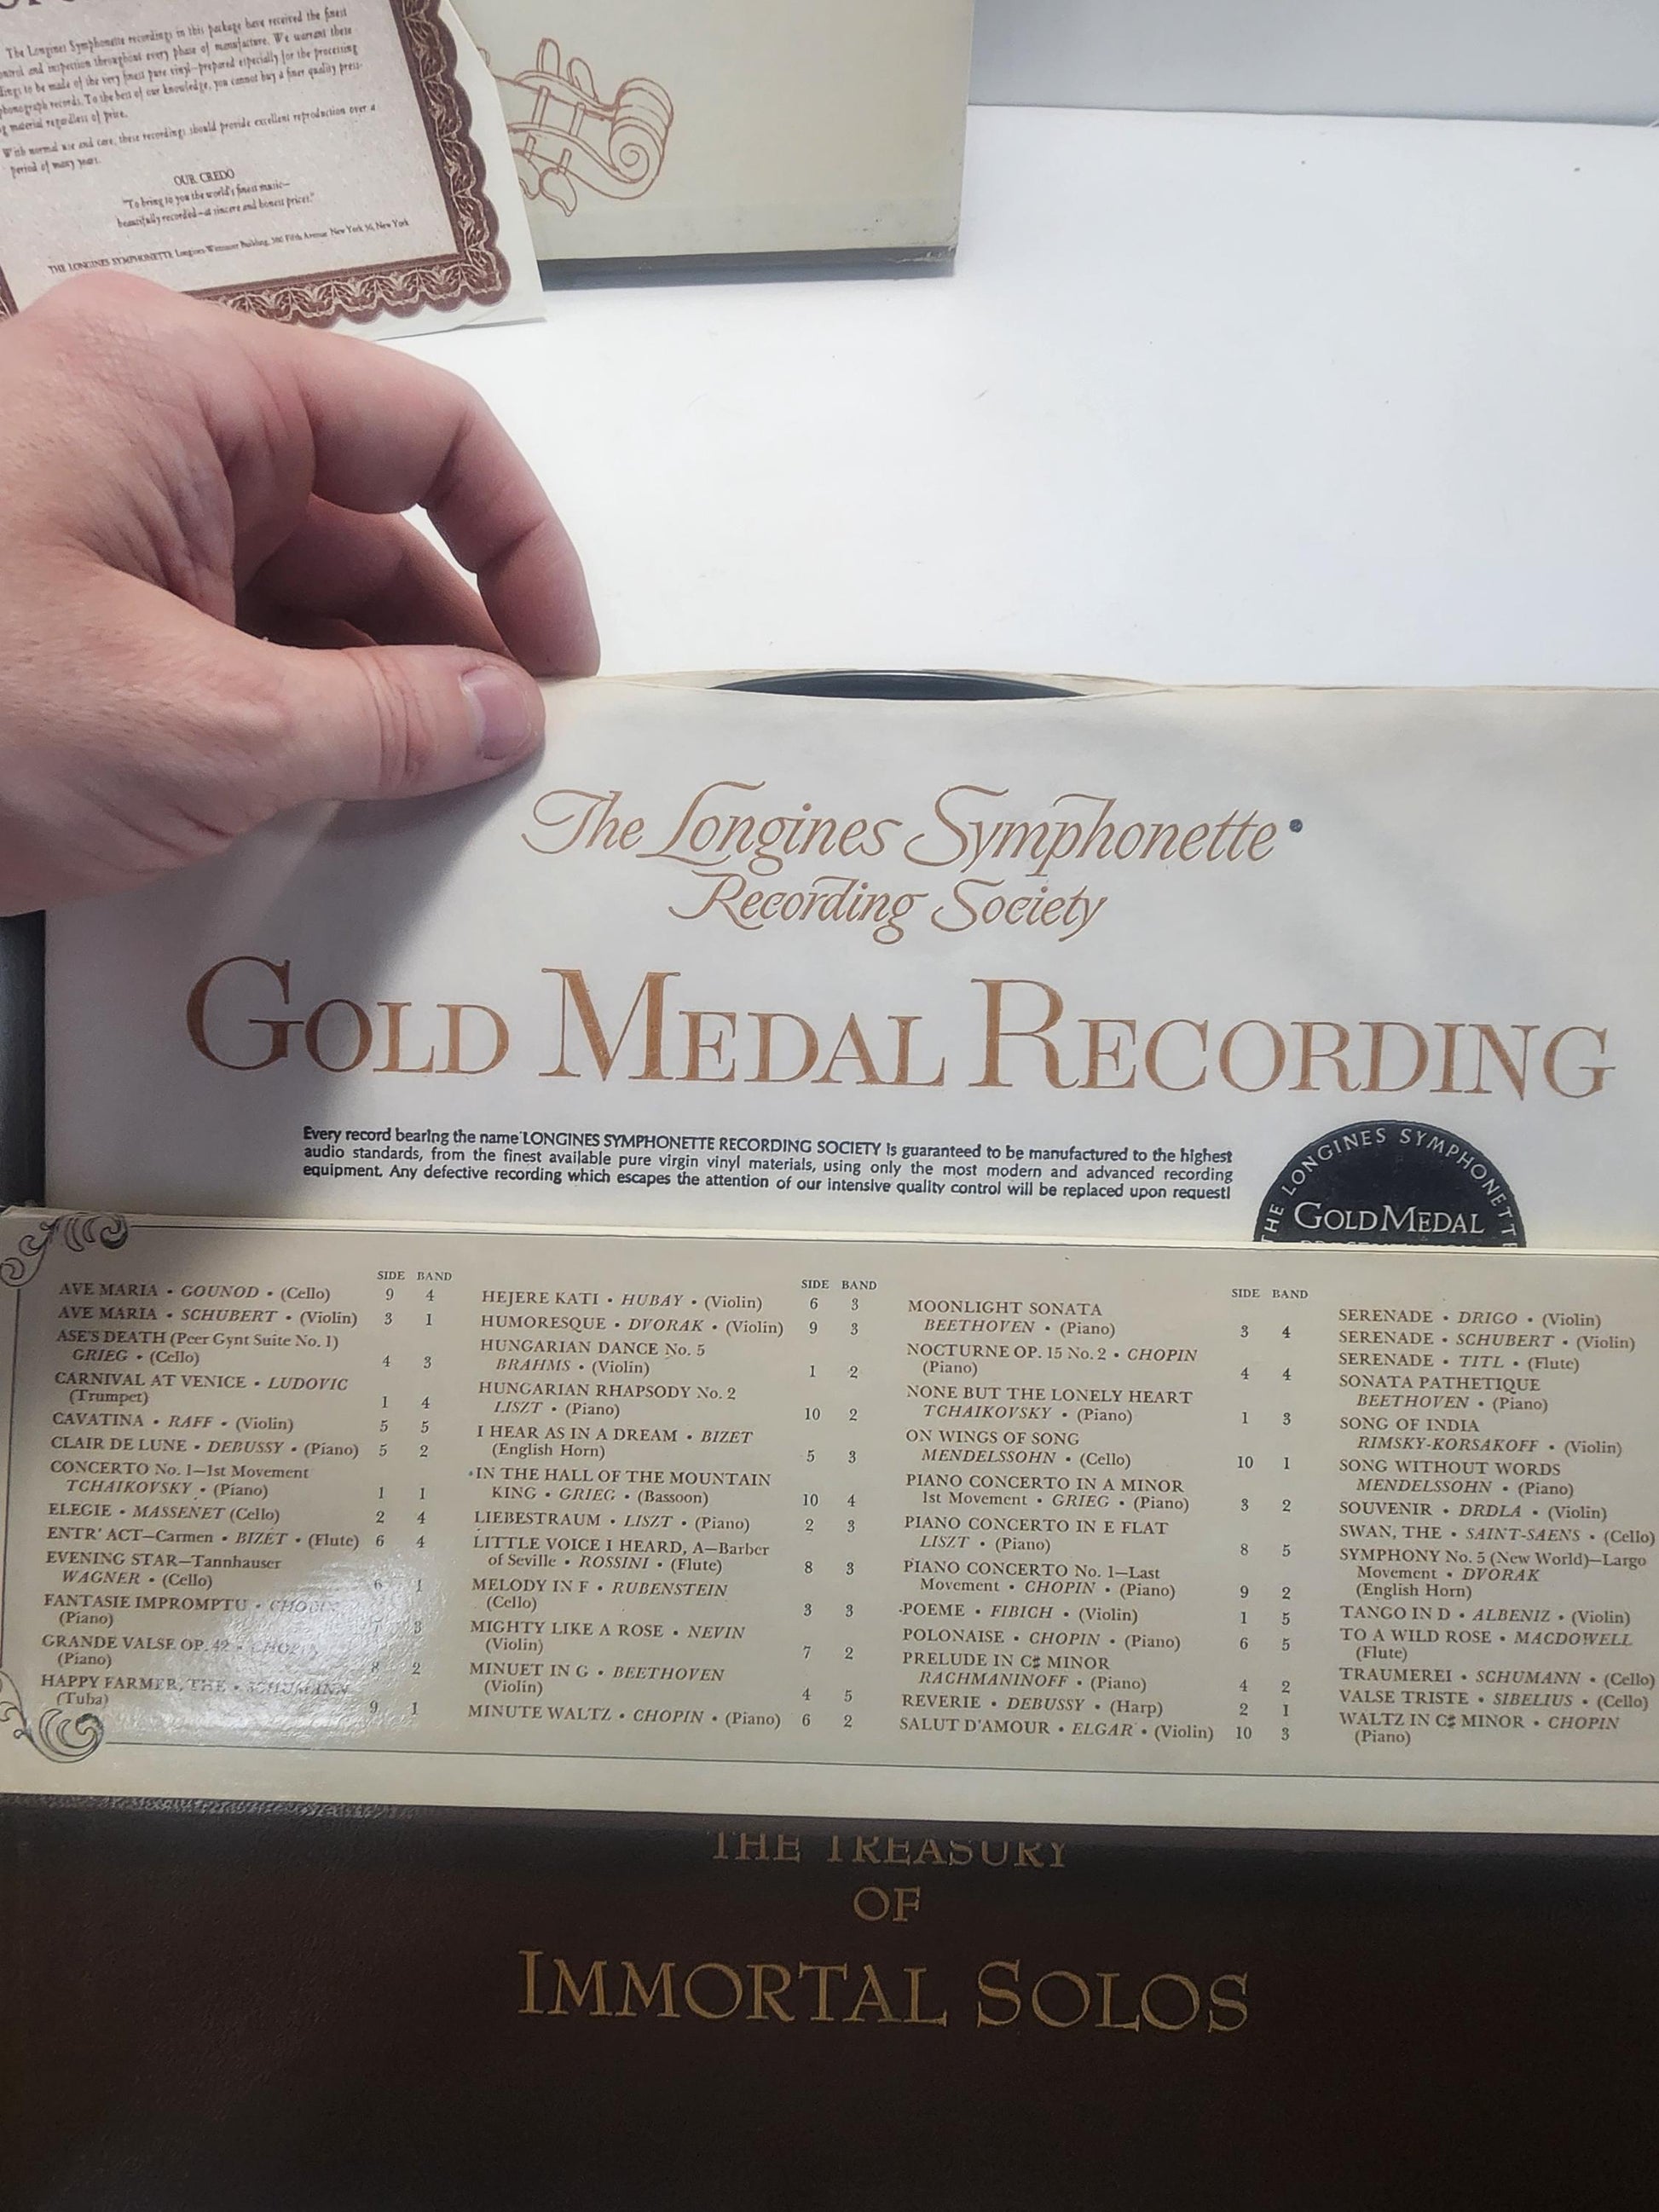 The Longines Symphonette recordings in this package have received the finest
and inspection throughout every phase of manufacture. We warrant these
to be made of the very finest pure vinyl—prepared especially for the processing
phonograph records. To the best of our knowledge, you cannot buy a finer quality press-
material regardless of price.
With normal use and care, these recordings should provide excellent reproduction over a
period of many years.
OUR CREDO
"To bring to you the world's finest music—
beautifully recorded—at sincere and honest prices."
THE LONGINES SYMPHONETTE Longines-Wittnauer Building, Fifth Avenue New York 36, New York
The Longines Symphonette
Recording Society
GOLD MEDAL RECORDING
Every record bearing the name LONGINES SYMPHONETTE RECORDING SOCIETY is guaranteed to be manufactured to the highest
audio standards, from the finest available pure virgin vinyl materials, using only the most modern and advanced recording
equipment. Any defective recording which escapes the attention of our intensive quality control will be replaced upon request!
THE LONGINES SYMPHONETTE
GOLD MEDAL
SIDE BAND
AVE MARIA • GOUNOD • (Cello) 9 4
AVE MARIA • SCHUBERT • (Violin) 3 1
ASE'S DEATH (Peer Gynt Suite No. 1)
GRIEG • (Cello) 4 3
CARNIVAL AT VENICE • LUDOVIC
(Trumpet) 1 4
CAVATINA • RAFF • (Violin) 5 5
CLAIR DE LUNE • DEBUSSY • (Piano) 5 2
CONCERTO No. 1—1st Movement
TCHAIKOVSKY • (Piano) 1 1
ELEGIE • MASSENET (Cello) 2 4
ENTR' ACT—Carmen • BIZET • (Flute) 6 4
EVENING STAR—Tannhauser
WAGNER • (Cello) 6 1
FANTASIE IMPROMPTU • CHOPIN
(Piano) 7 3
GRANDE VALSE OP. 42 • CHOPIN
(Piano) 8 2
HAPPY FARMER, THE • SCHUMANN
(Tuba) 9 1
SIDE BAND
HEJERE KATI • HUBAY • (Violin) 6 3
HUMORESQUE • DVORAK • (Violin) 9 3
HUNGARIAN DANCE No. 5
BRAHMS • (Violin) 1 2
HUNGARIAN RHAPSODY No. 2
LISZT • (Piano) 10 2
I HEAR AS IN A DREAM • BIZET
(English Horn) 5 3
IN THE HALL OF THE MOUNTAIN
KING • GRIEG • (Bassoon) 10 4
LIEBESTRAUM • LISZT • (Piano) 2 3
LITTLE VOICE I HEARD, A—Barber
of Seville • ROSSINI • (Flute) 8 3
MELODY IN F • RUBENSTEIN
(Cello) 3 3
MIGHTY LIKE A ROSE • NEVIN
(Violin) 7 2
MINUET IN G • BEETHOVEN
(Violin) 4 5
MINUTE WALTZ • CHOPIN • (Piano) 6 2
SIDE BAND
MOONLIGHT SONATA
BEETHOVEN • (Piano) 3 4
NOCTURNE OP. 15 No. 2 • CHOPIN
(Piano) 4 4
NONE BUT THE LONELY HEART
TCHAIKOVSKY • (Piano) 1 3
ON WINGS OF SONG
MENDELSSOHN • (Cello) 10 1
PIANO CONCERTO IN A MINOR
1st Movement • GRIEG • (Piano) 3 2
PIANO CONCERTO IN E FLAT
LISZT • (Piano) 8 5
PIANO CONCERTO No. 1—Last
Movement • CHOPIN • (Piano) 9 2
POEME • FIBICH • (Violin) 1 5
POLONAISE • CHOPIN • (Piano) 6 5
PRELUDE IN C♯ MINOR
RACHMANINOFF • (Piano) 4 2
REVERIE • DEBUSSY • (Harp) 2 1
SALUT D'AMOUR • ELGAR • (Violin) 10 3
SERENADE • DRIGO • (Violin)
SERENADE • SCHUBERT • (Violin)
SERENADE • TITL • (Flute)
SONATA PATHETIQUE
BEETHOVEN • (Piano)
SONG OF INDIA
RIMSKY-KORSAKOFF • (Violin)
SONG WITHOUT WORDS
MENDELSSOHN • (Piano)
SOUVENIR • DRDLA • (Violin)
SWAN, THE • SAINT-SAENS • (Cello)
SYMPHONY No. 5 (New World)—Largo
Movement • DVORAK
(English Horn)
TANGO IN D • ALBENIZ • (Violin)
TO A WILD ROSE • MACDOWELL
(Flute)
TRAUMEREI • SCHUMANN • (Cello)
VALSE TRISTE • SIBELIUS • (Cello)
WALTZ IN C♯ MINOR • CHOPIN
(Piano)
THE TREASURY
OF
IMMORTAL SOLOS